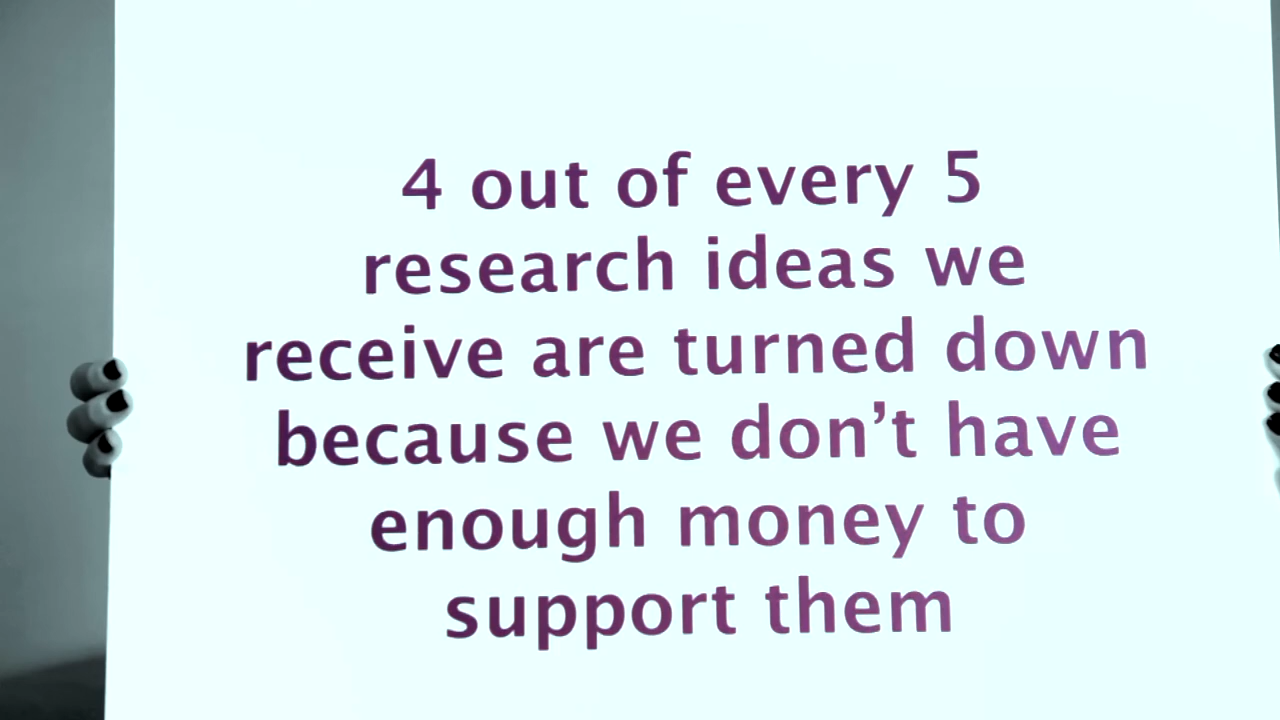 4 out of every 5
research ideas we
receive are turned down
because we don’t have
enough money to
support them